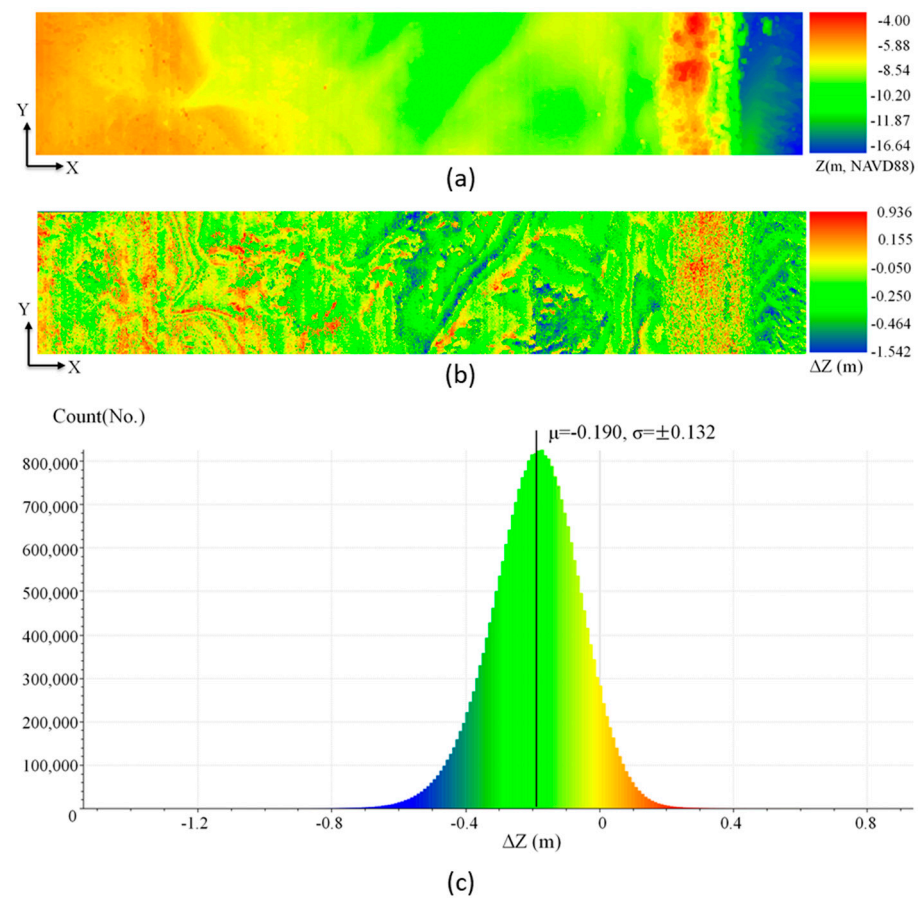 -4.00
-5.88
-8.54
-10.20
-11.87
-16.64
Y
X
Z(m, NAVD88)
(a)
0.936
0.155
-0.050
-0.250
-0.464
-1.542
Y
X
ΔZ (m)
(b)
Count(No.)
μ=-0.190, σ=±0.132
800,000
700,000
600,000
500,000
400,000
300,000
200,000
100,000
0
-1.2 -0.8 -0.4 0 0.4 0.8
ΔZ (m)
(c)